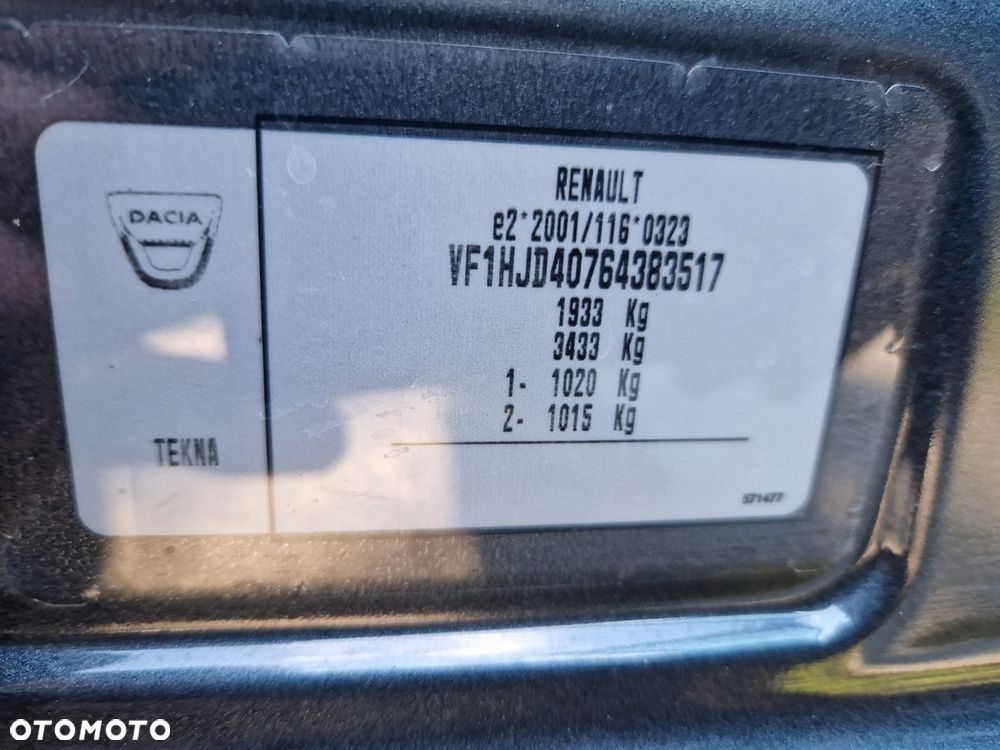 DACIA
TEKNA
RENAULT
e2*2001/116*0323
VF1HJD40764383517
1933 Kg
3433 Kg
1- 1020 Kg
2- 1015 Kg
571477
OTOMOTO